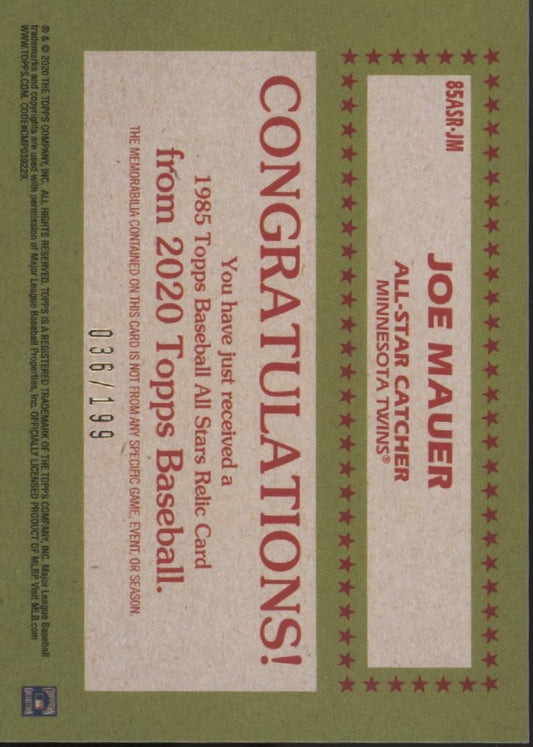 85ASR-JM
JOE MAUER
ALL-STAR CATCHER
MINNESOTA TWINS®
CONGRATULATIONS!
You have just received a
1985 Topps Baseball All Stars Relic Card
from 2020 Topps Baseball.
THE MEMORABILIA CONTAINED ON THIS CARD IS NOT FROM ANY SPECIFIC GAME, EVENT, OR SEASON.
036/199
® & © 2020 THE TOPPS COMPANY, INC. ALL RIGHTS RESERVED. TOPPS IS A REGISTERED TRADEMARK OF THE TOPPS COMPANY, INC. Major League Baseball
trademarks and copyrights are used with permission of Major League Baseball Properties, Inc. OFFICIALLY LICENSED PRODUCT OF MLBP. Visit MLB.com
WWW.TOPPS.COM. CODE#CMP039229.